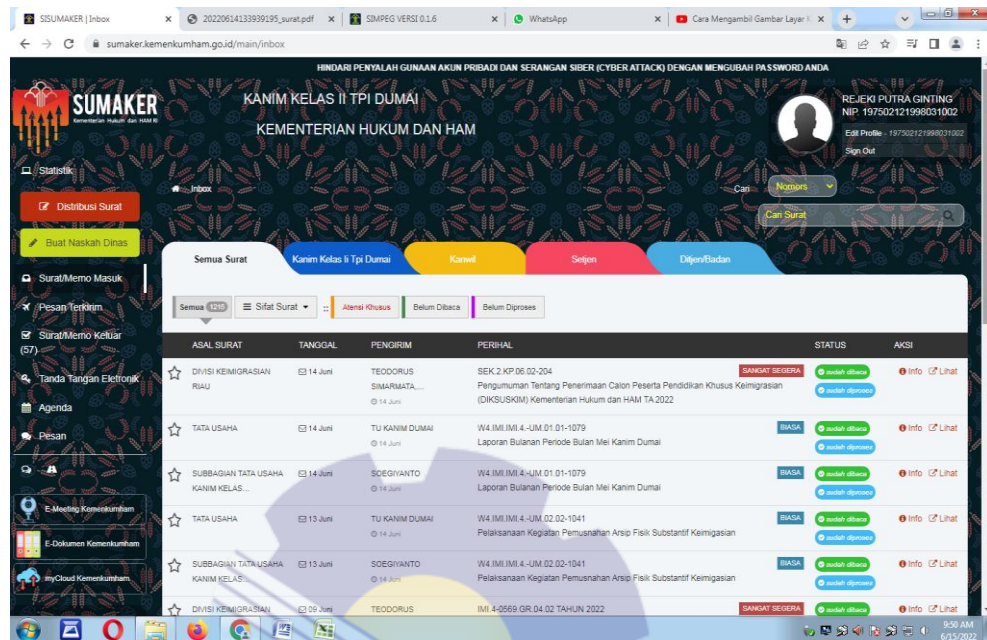 SISUMAKER | Inbox
20220614133939195_surat.pdf
SIMPEG VERSI 0.1.6
WhatsApp
Cara Mengambil Gambar Layar
sumaker.kemenkumham.go.id/main/inbox
HINDARI PENYALAH GUNAAN AKUN PRIBADI DAN SERANGAN SIBER (CYBER ATTACK) DENGAN MENGUBAH PASSWORD ANDA
SUMAKER
Kementerian Hukum dan HAM RI
KANIM KELAS II TPI DUMAI
KEMENTERIAN HUKUM DAN HAM
REJEKI PUTRA GINTING
NIP. 197502121998031002
Edit Profile - 197502121998031002
Sign Out
Statistik
Distribusi Surat
Buat Naskah Dinas
Surat/Memo Masuk
Pesan Terkirim
Surat/Memo Keluar
(57)
Tanda Tangan Eletronik
Agenda
Pesan
E-Meeting Kemenkumham
E-Dokumen Kemenkumham
myCloud Kemenkumham
Inbox
Cari
Nomors
Cari Surat
Semua Surat
Kanim Kelas Ii Tpi Dumai
Kanwil
Setjen
Ditjen/Badan
Semua 1215
Sifat Surat
::
Atensi Khusus
Belum Dibaca
Belum Diproses
ASAL SURAT TANGGAL PENGIRIM PERIHAL STATUS AKSI
DIVISI KEIMIGRASIAN RIAU
14 Juni
TEODORUS SIMARMATA,...
14 Juni
SEK.2.KP.06.02-204
SANGAT SEGERA
Pengumuman Tentang Penerimaan Calon Peserta Pendidikan Khusus Keimigrasian
(DIKSUSKIM) Kementerian Hukum dan HAM TA 2022
sudah dibaca
sudah diproses
Info Lihat
TATA USAHA
14 Juni
TU KANIM DUMAI
14 Juni
W4.IMI.IMI.4.-UM.01.01-1079
BIASA
Laporan Bulanan Periode Bulan Mei Kanim Dumai
sudah dibaca
sudah diproses
Info Lihat
SUBBAGIAN TATA USAHA
KANIM KELAS...
14 Juni
SOEGIYANTO
14 Juni
W4.IMI.IMI.4.-UM.01.01-1079
BIASA
Laporan Bulanan Periode Bulan Mei Kanim Dumai
sudah dibaca
sudah diproses
Info Lihat
TATA USAHA
13 Juni
TU KANIM DUMAI
14 Juni
W4.IMI.IMI.4.-UM.02.02-1041
BIASA
Pelaksanaan Kegiatan Pemusnahan Arsip Fisik Substantif Keimigasian
sudah dibaca
sudah diproses
Info Lihat
SUBBAGIAN TATA USAHA
KANIM KELAS...
13 Juni
SOEGIYANTO
14 Juni
W4.IMI.IMI.4.-UM.02.02-1041
BIASA
Pelaksanaan Kegiatan Pemusnahan Arsip Fisik Substantif Keimigasian
sudah dibaca
sudah diproses
Info Lihat
DIVISI KEIMIGRASIAN
09 Juni
TEODORUS
IMI.4-0569.GR.04.02 TAHUN 2022
SANGAT SEGERA
sudah dibaca
Info Lihat
9:50 AM
6/15/2022